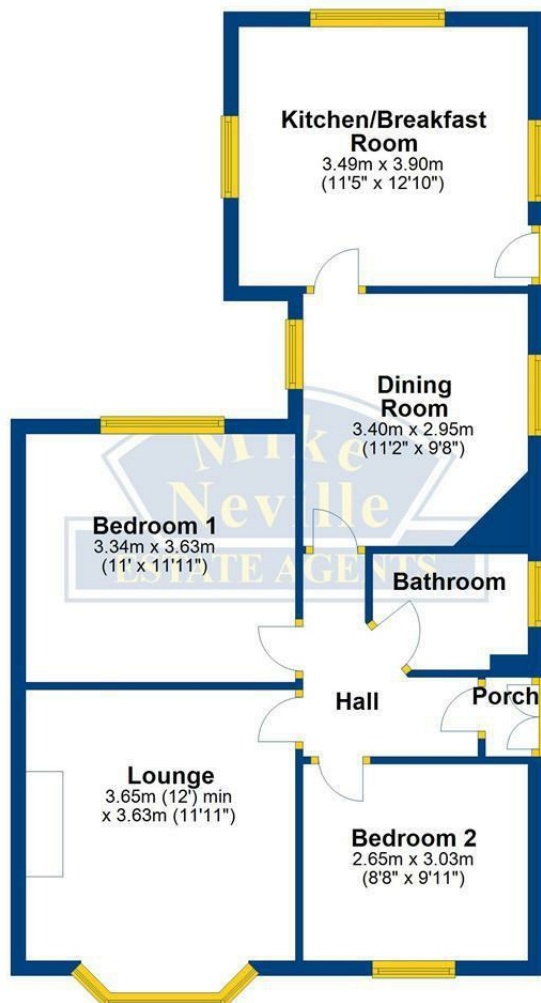 Kitchen/Breakfast
Room
3.49m x 3.90m
(11'5" x 12'10")
Dining
Room
3.40m x 2.95m
(11'2" x 9'8")
Mike
Neville
ESTATE AGENTS
Bedroom 1
3.34m x 3.63m
(11' x 11'11")
Bathroom
Hall
Porch
Lounge
3.65m (12') min
x 3.63m (11'11")
Bedroom 2
2.65m x 3.03m
(8'8" x 9'11")